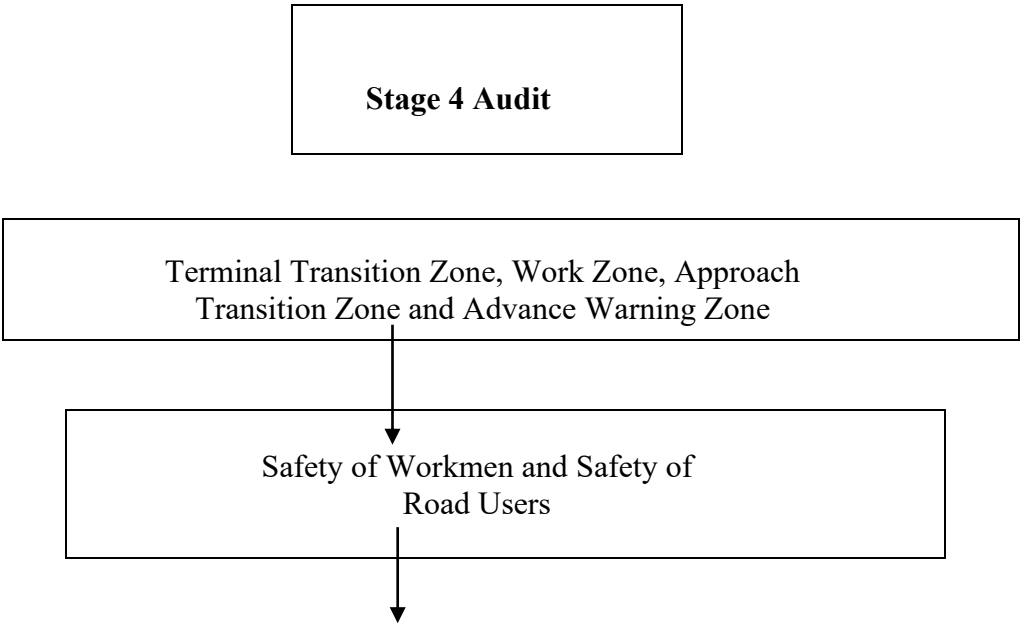 Stage 4 Audit
Terminal Transition Zone, Work Zone, Approach
Transition Zone and Advance Warning Zone
Safety of Workmen and Safety of
Road Users